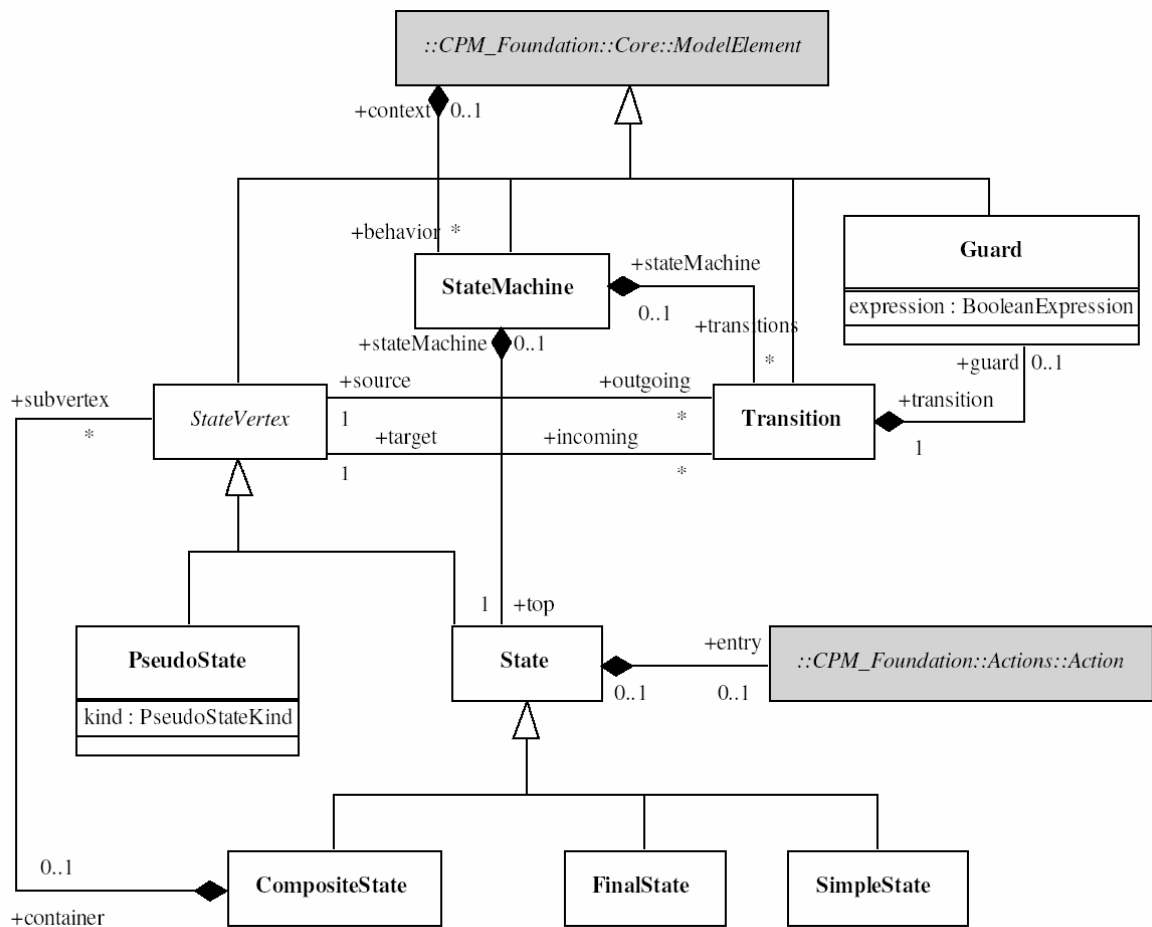 ::CPM_Foundation::Core::ModelElement
+context 0..1
+behavior *
Guard
expression : BooleanExpression
StateMachine
+stateMachine
0..1
+transitions
*
+stateMachine 0..1
+guard 0..1
+subvertex
*
StateVertex
+source
1
+outgoing
*
+target
1
+incoming
*
Transition
+transition
1
1 +top
PseudoState
kind : PseudoStateKind
State
+entry
0..1 0..1
::CPM_Foundation::Actions::Action
0..1
+container
CompositeState
FinalState
SimpleState